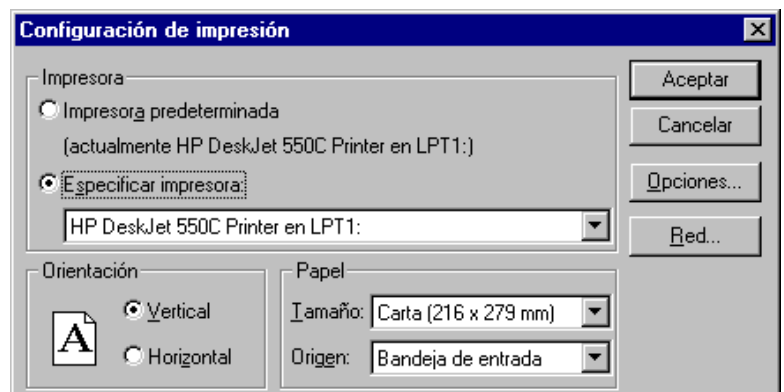 Configuración de impresión
Impresora
Impresora predeterminada
(actualmente HP DeskJet 550C Printer en LPT1:)
Especificar impresora:
HP DeskJet 550C Printer en LPT1:
Aceptar
Cancelar
Opciones...
Red...
Orientación
A
Vertical
Horizontal
Papel
Tamaño: Carta (216 x 279 mm)
Origen: Bandeja de entrada